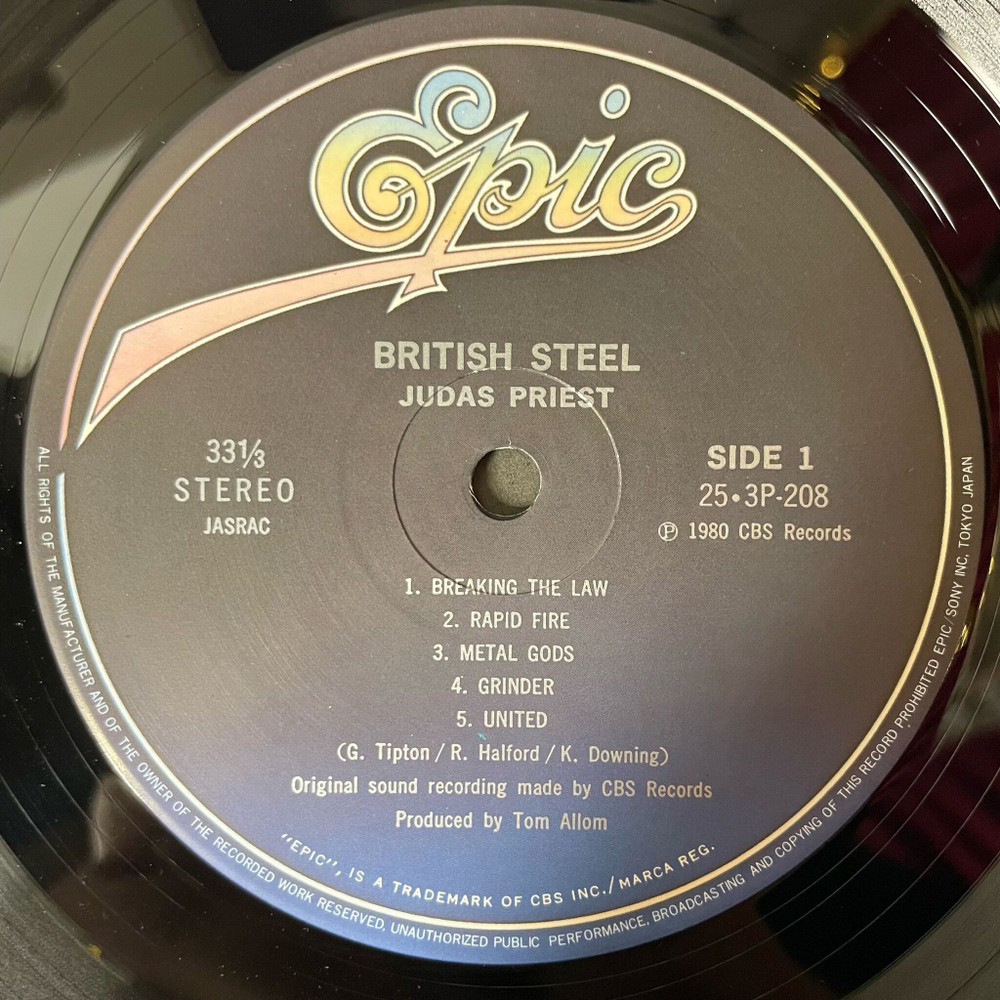 Epic
BRITISH STEEL
JUDAS PRIEST
33⅓
STEREO
JASRAC
SIDE 1
25•3P-208
Ⓟ 1980 CBS Records
1. BREAKING THE LAW
2. RAPID FIRE
3. METAL GODS
4. GRINDER
5. UNITED
(G. Tipton / R. Halford / K. Downing)
Original sound recording made by CBS Records
Produced by Tom Allom
"EPIC", IS A TRADEMARK OF CBS INC./MARCA REG.
ALL RIGHTS OF THE MANUFACTURER AND OF THE OWNER OF THE RECORDED WORK RESERVED, UNAUTHORIZED PUBLIC PERFORMANCE, BROADCASTING AND COPYING OF THIS RECORD PROHIBITED EPIC/SONY INC, TOKYO JAPAN